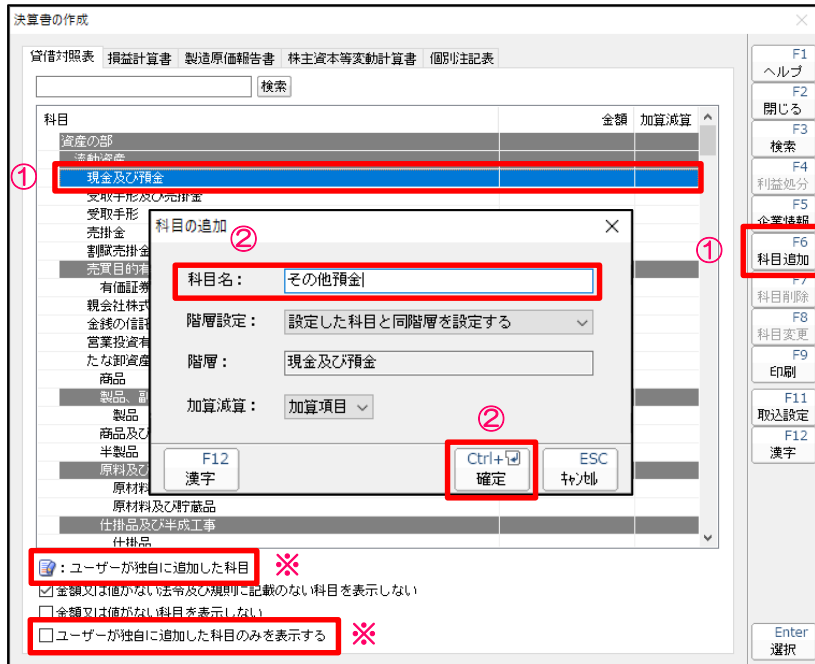 決算書の作成
貸借対照表 損益計算書 製造原価報告書 株主資本等変動計算書 個別注記表
検索
科目 金額 加算減算
資産の部
流動資産
① 現金及び預金
受取手形及び売掛金
受取手形
売掛金
割賦売掛金
売買目的有
有価証券
親会社株式
金銭の信託
営業投資有
たな卸資産
商品
製品、副
製品
商品及び
半製品
原料及び
原材料
原材料及び貯蔵品
仕掛品及び半成工事
仕掛品
科目の追加
②
科目名： その他預金
階層設定： 設定した科目と同階層を設定する
階層： 現金及び預金
加算減算： 加算項目
②
F12
漢字
Ctrl+
確定
ESC
ｷｬﾝｾﾙ
：ユーザーが独自に追加した科目 ※
金額又は値がない法令及び規則に記載のない科目を表示しない
金額又は値がない科目を表示しない
ユーザーが独自に追加した科目のみを表示する ※
F1
ヘルプ
F2
閉じる
F3
検索
F4
利益処分
F5
企業情報
①
F6
科目追加
F7
科目削除
F8
科目変更
F9
印刷
F11
取込設定
F12
漢字
Enter
選択